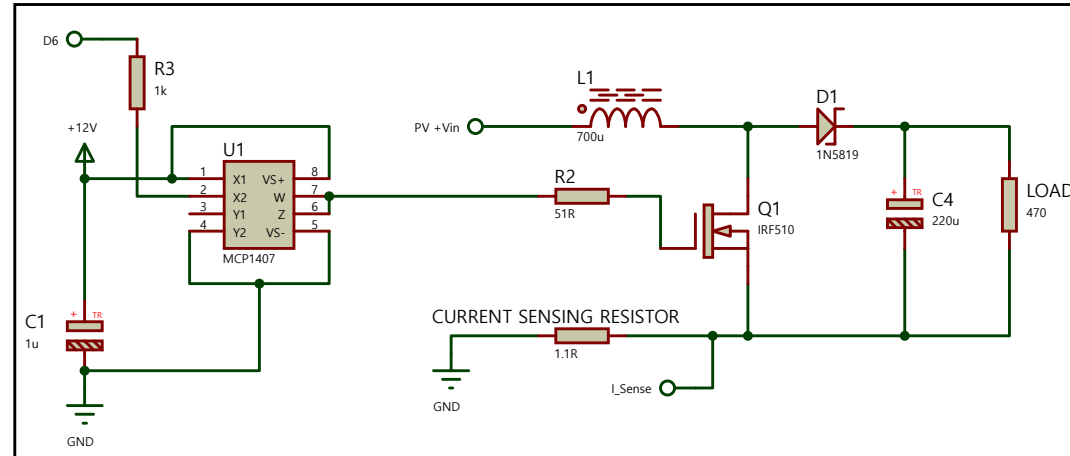 D6
R3
1k
+12V
U1
1 X1 VS+ 8
2 X2 W 7
3 Y1 Z 6
4 Y2 VS- 5
MCP1407
C1
+ TR
1u
GND
L1
PV +Vin
700u
D1
1N5819
R2
51R
Q1
IRF510
+ TR
C4
220u
LOAD
470
CURRENT SENSING RESISTOR
1.1R
I_Sense
GND